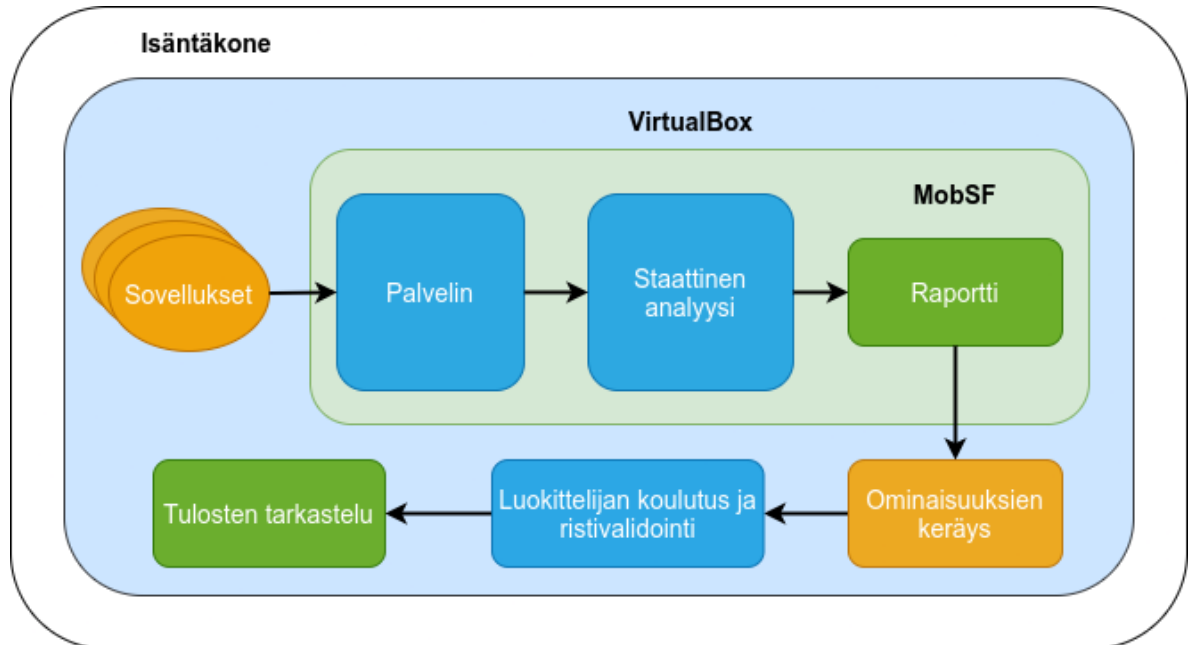 Isäntäkone
VirtualBox
MobSF
Sovellukset
Palvelin
Staattinen
analyysi
Raportti
Ominaisuuksien
keräys
Luokittelijan koulutus ja
ristivalidointi
Tulosten tarkastelu